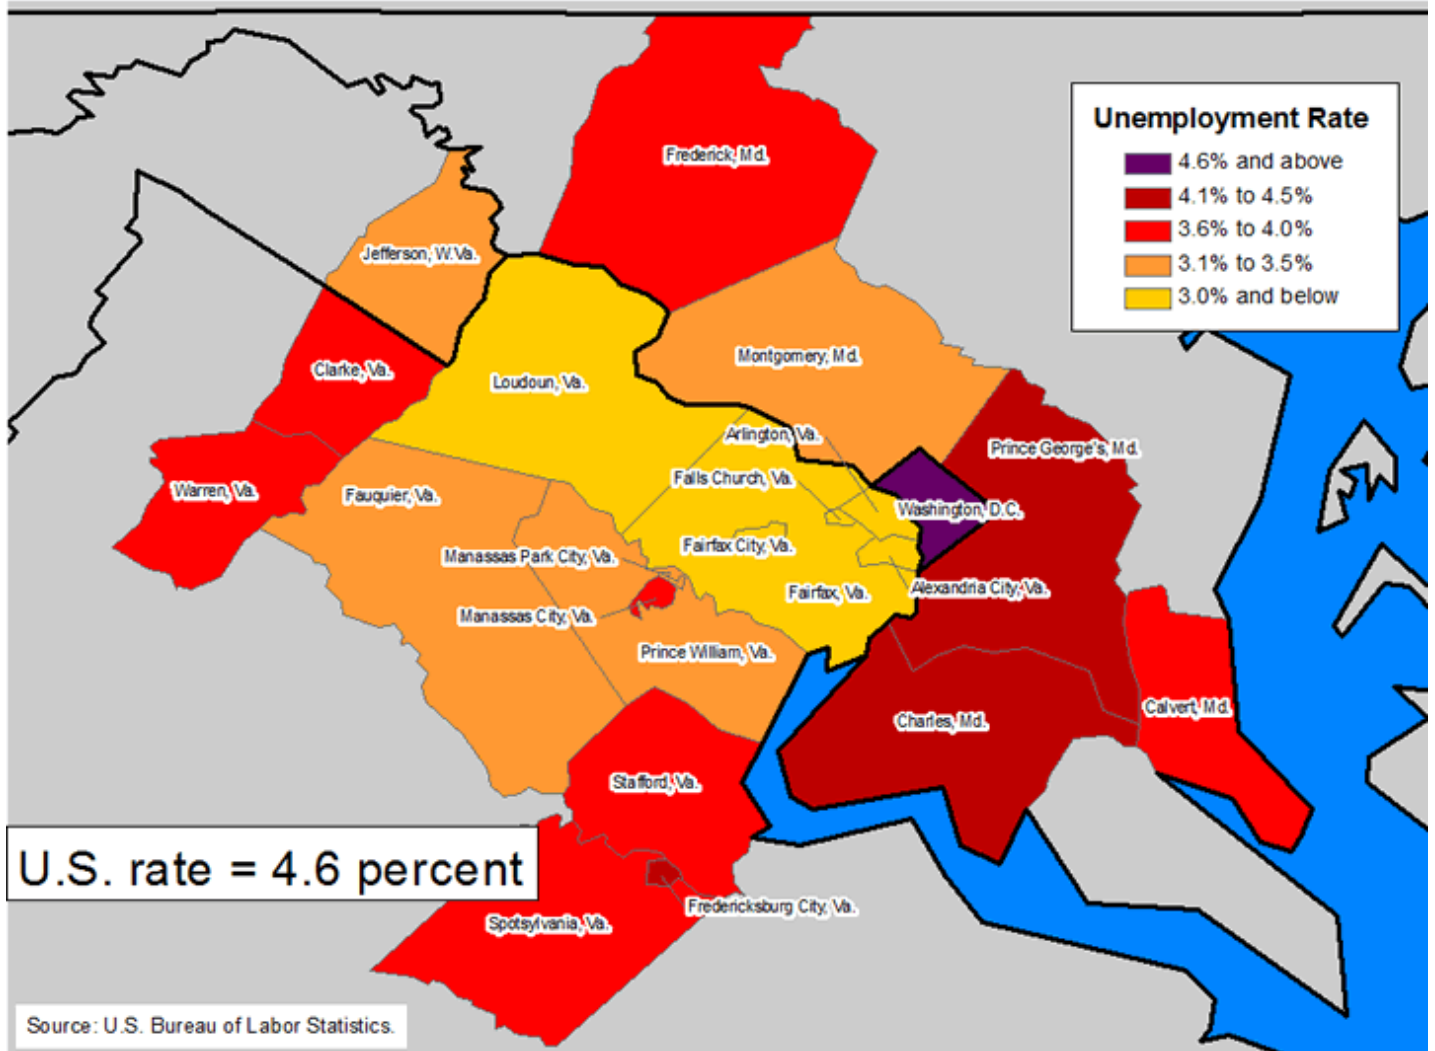 Unemployment Rate
4.6% and above
4.1% to 4.5%
3.6% to 4.0%
3.1% to 3.5%
3.0% and below
Frederick, Md.
Jefferson, W.Va.
Montgomery, Md.
Clarke, Va.
Loudoun, Va.
Arlington, Va.
Prince George's, Md.
Falls Church, Va.
Warren, Va.
Fauquier, Va.
Washington, D.C.
Fairfax City, Va.
Manassas Park City, Va.
Alexandria City, Va.
Fairfax, Va.
Manassas City, Va.
Prince William, Va.
Calvert, Md.
Charles, Md.
Stafford, Va.
U.S. rate = 4.6 percent
Fredericksburg City, Va.
Spotsylvania, Va.
Source: U.S. Bureau of Labor Statistics.